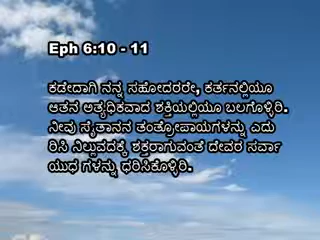 Eph 6:10 - 11
ಕಡೇದಾಗಿ ನನ್ನ ಸಹೋದರರೇ, ಕರ್ತನಲ್ಲಿಯೂ
ಆತನ ಅತ್ಯಧಿಕವಾದ ಶಕ್ತಿಯಲ್ಲಿಯೂ ಬಲಗೊಳ್ಳಿರಿ.
ನೀವು ಸೈತಾನನ ತಂತ್ರೋಪಾಯಗಳನ್ನು ಎದು
ರಿಸಿ ನಿಲ್ಲುವದಕ್ಕೆ ಶಕ್ತರಾಗುವಂತೆ ದೇವರ ಸರ್ವಾ
ಯುಧ ಗಳನ್ನು ಧರಿಸಿಕೊಳ್ಳಿರಿ.